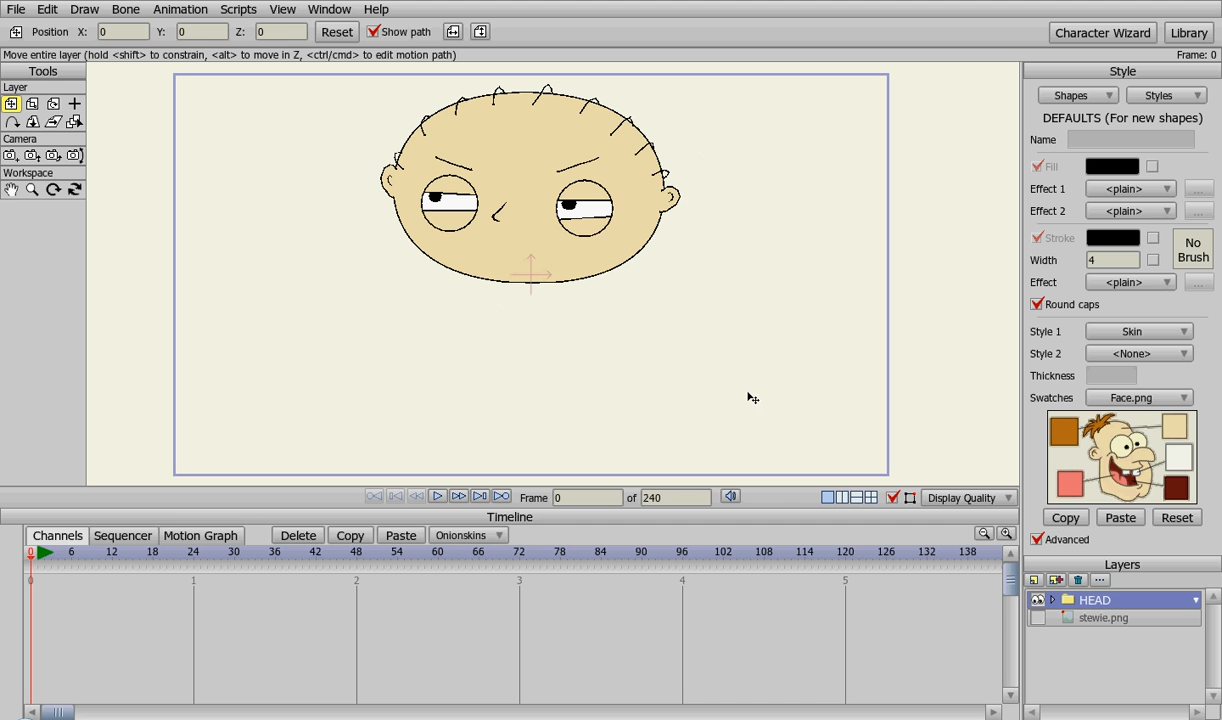 File Edit Draw Bone Animation Scripts View Window Help
Position X: 0 Y: 0 Z: 0 Reset Show path Character Wizard Library
Move entire layer (hold <shift> to constrain, <alt> to move in Z, <ctrl/cmd> to edit motion path) Frame: 0
Tools
Layer
Camera
Workspace
Style
Shapes Styles
DEFAULTS (For new shapes)
Name
Fill
Effect 1 <plain> ...
Effect 2 <plain> ...
Stroke
No Brush
Width 4
Effect <plain> ...
Round caps
Style 1 Skin
Style 2 <None>
Thickness
Swatches Face.png
Copy Paste Reset
Advanced
Frame 0 of 240 Display Quality
Timeline
Channels Sequencer Motion Graph Delete Copy Paste Onionskins
0 6 12 18 24 30 36 42 48 54 60 66 72 78 84 90 96 102 108 114 120 126 132 138
0 1 2 3 4 5
Layers
...
HEAD
stewie.png